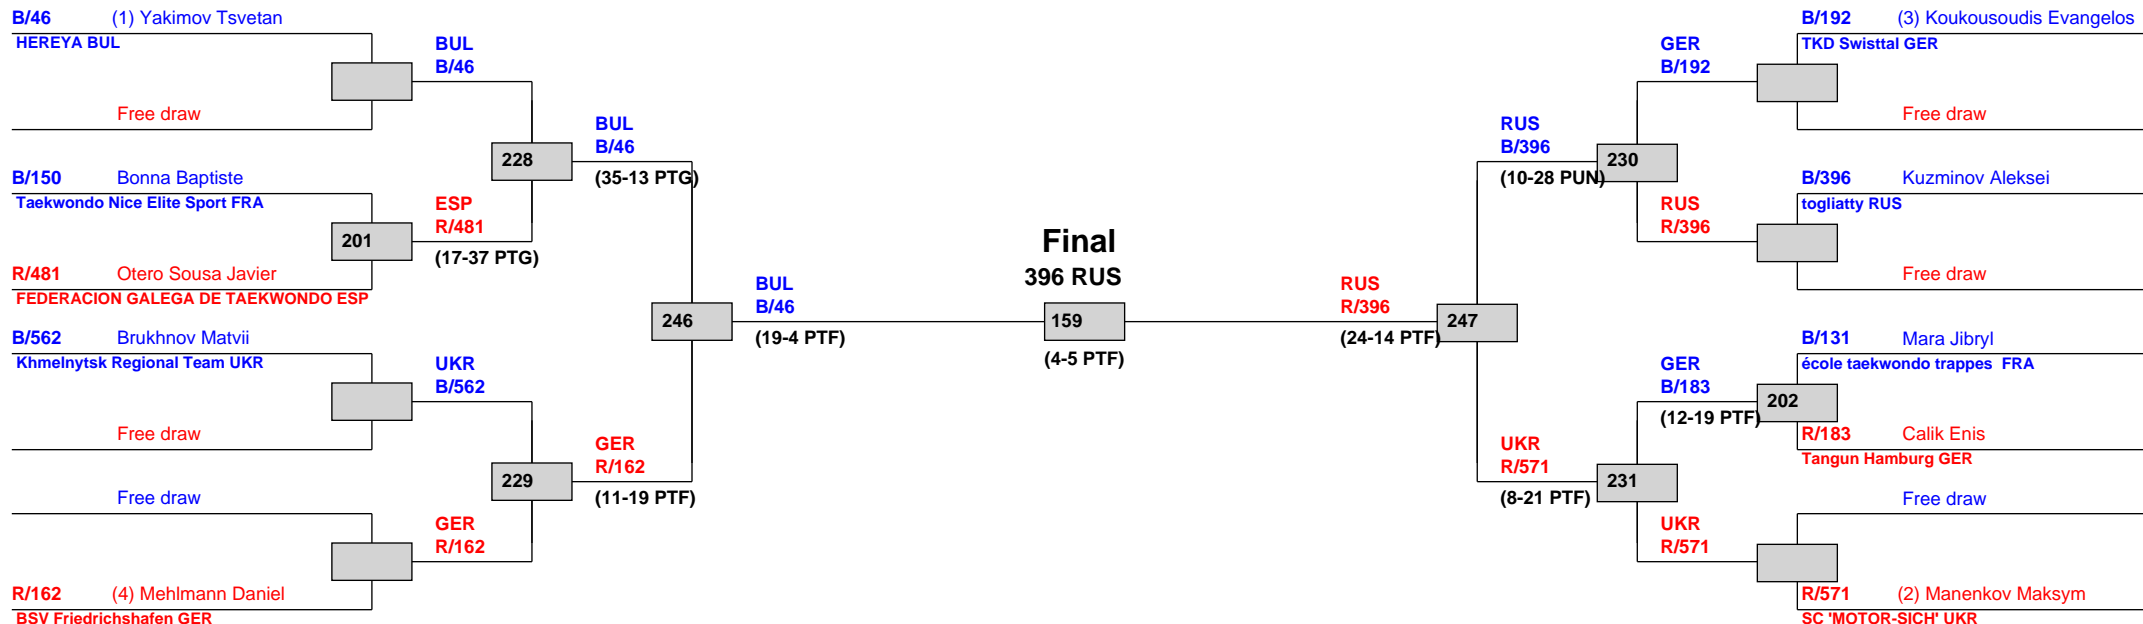 B/46 (1) Yakimov Tsvetan
HEREYA BUL
Free draw
B/150 Bonna Baptiste
Taekwondo Nice Elite Sport FRA
201
R/481 Otero Sousa Javier
FEDERACION GALEGA DE TAEKWONDO ESP
B/562 Brukhnov Matvii
Khmelnytsk Regional Team UKR
Free draw
Free draw
R/162 (4) Mehlmann Daniel
BSV Friedrichshafen GER
BUL
B/46
228
ESP
R/481
(17-37 PTG)
UKR
B/562
229
GER
R/162
BUL
B/46
(35-13 PTG)
246
GER
R/162
(11-19 PTF)
BUL
B/46
(19-4 PTF)
Final
396 RUS
159
(4-5 PTF)
RUS
R/396
(24-14 PTF)
247
RUS
B/396
(10-28 PUN)
230
UKR
R/571
(8-21 PTF)
231
GER
B/192
RUS
R/396
GER
B/183
(12-19 PTF)
202
UKR
R/571
B/192 (3) Koukousoudis Evangelos
TKD Swisttal GER
Free draw
B/396 Kuzminov Aleksei
togliatty RUS
Free draw
B/131 Mara Jibryl
école taekwondo trappes FRA
R/183 Calik Enis
Tangun Hamburg GER
Free draw
R/571 (2) Manenkov Maksym
SC 'MOTOR-SICH' UKR